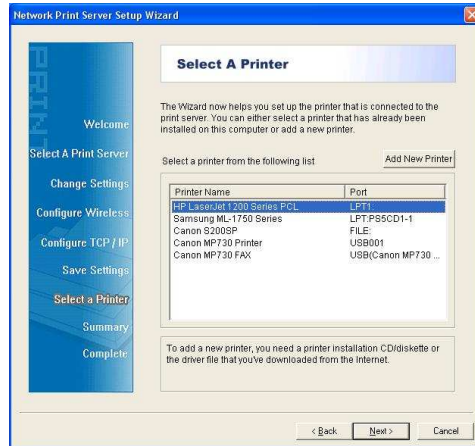 Network Print Server Setup Wizard
PRINT
Welcome
Select A Print Server
Change Settings
Configure Wireless
Configure TCP / IP
Save Settings
Select a Printer
Summary
Complete
Select A Printer
The Wizard now helps you set up the printer that is connected to the
print server. You can either select a printer that has already been
installed on this computer or add a new printer.
Select a printer from the following list
Add New Printer
Printer Name Port
HP LaserJet 1200 Series PCL LPT1:
Samsung ML-1750 Series LPT:PS5CD1-1
Canon S200SP FILE:
Canon MP730 Printer USB001
Canon MP730 FAX USB(Canon MP730 ...
To add a new printer, you need a printer installation CD/diskette or
the driver file that you've downloaded from the Internet.
< Back Next > Cancel